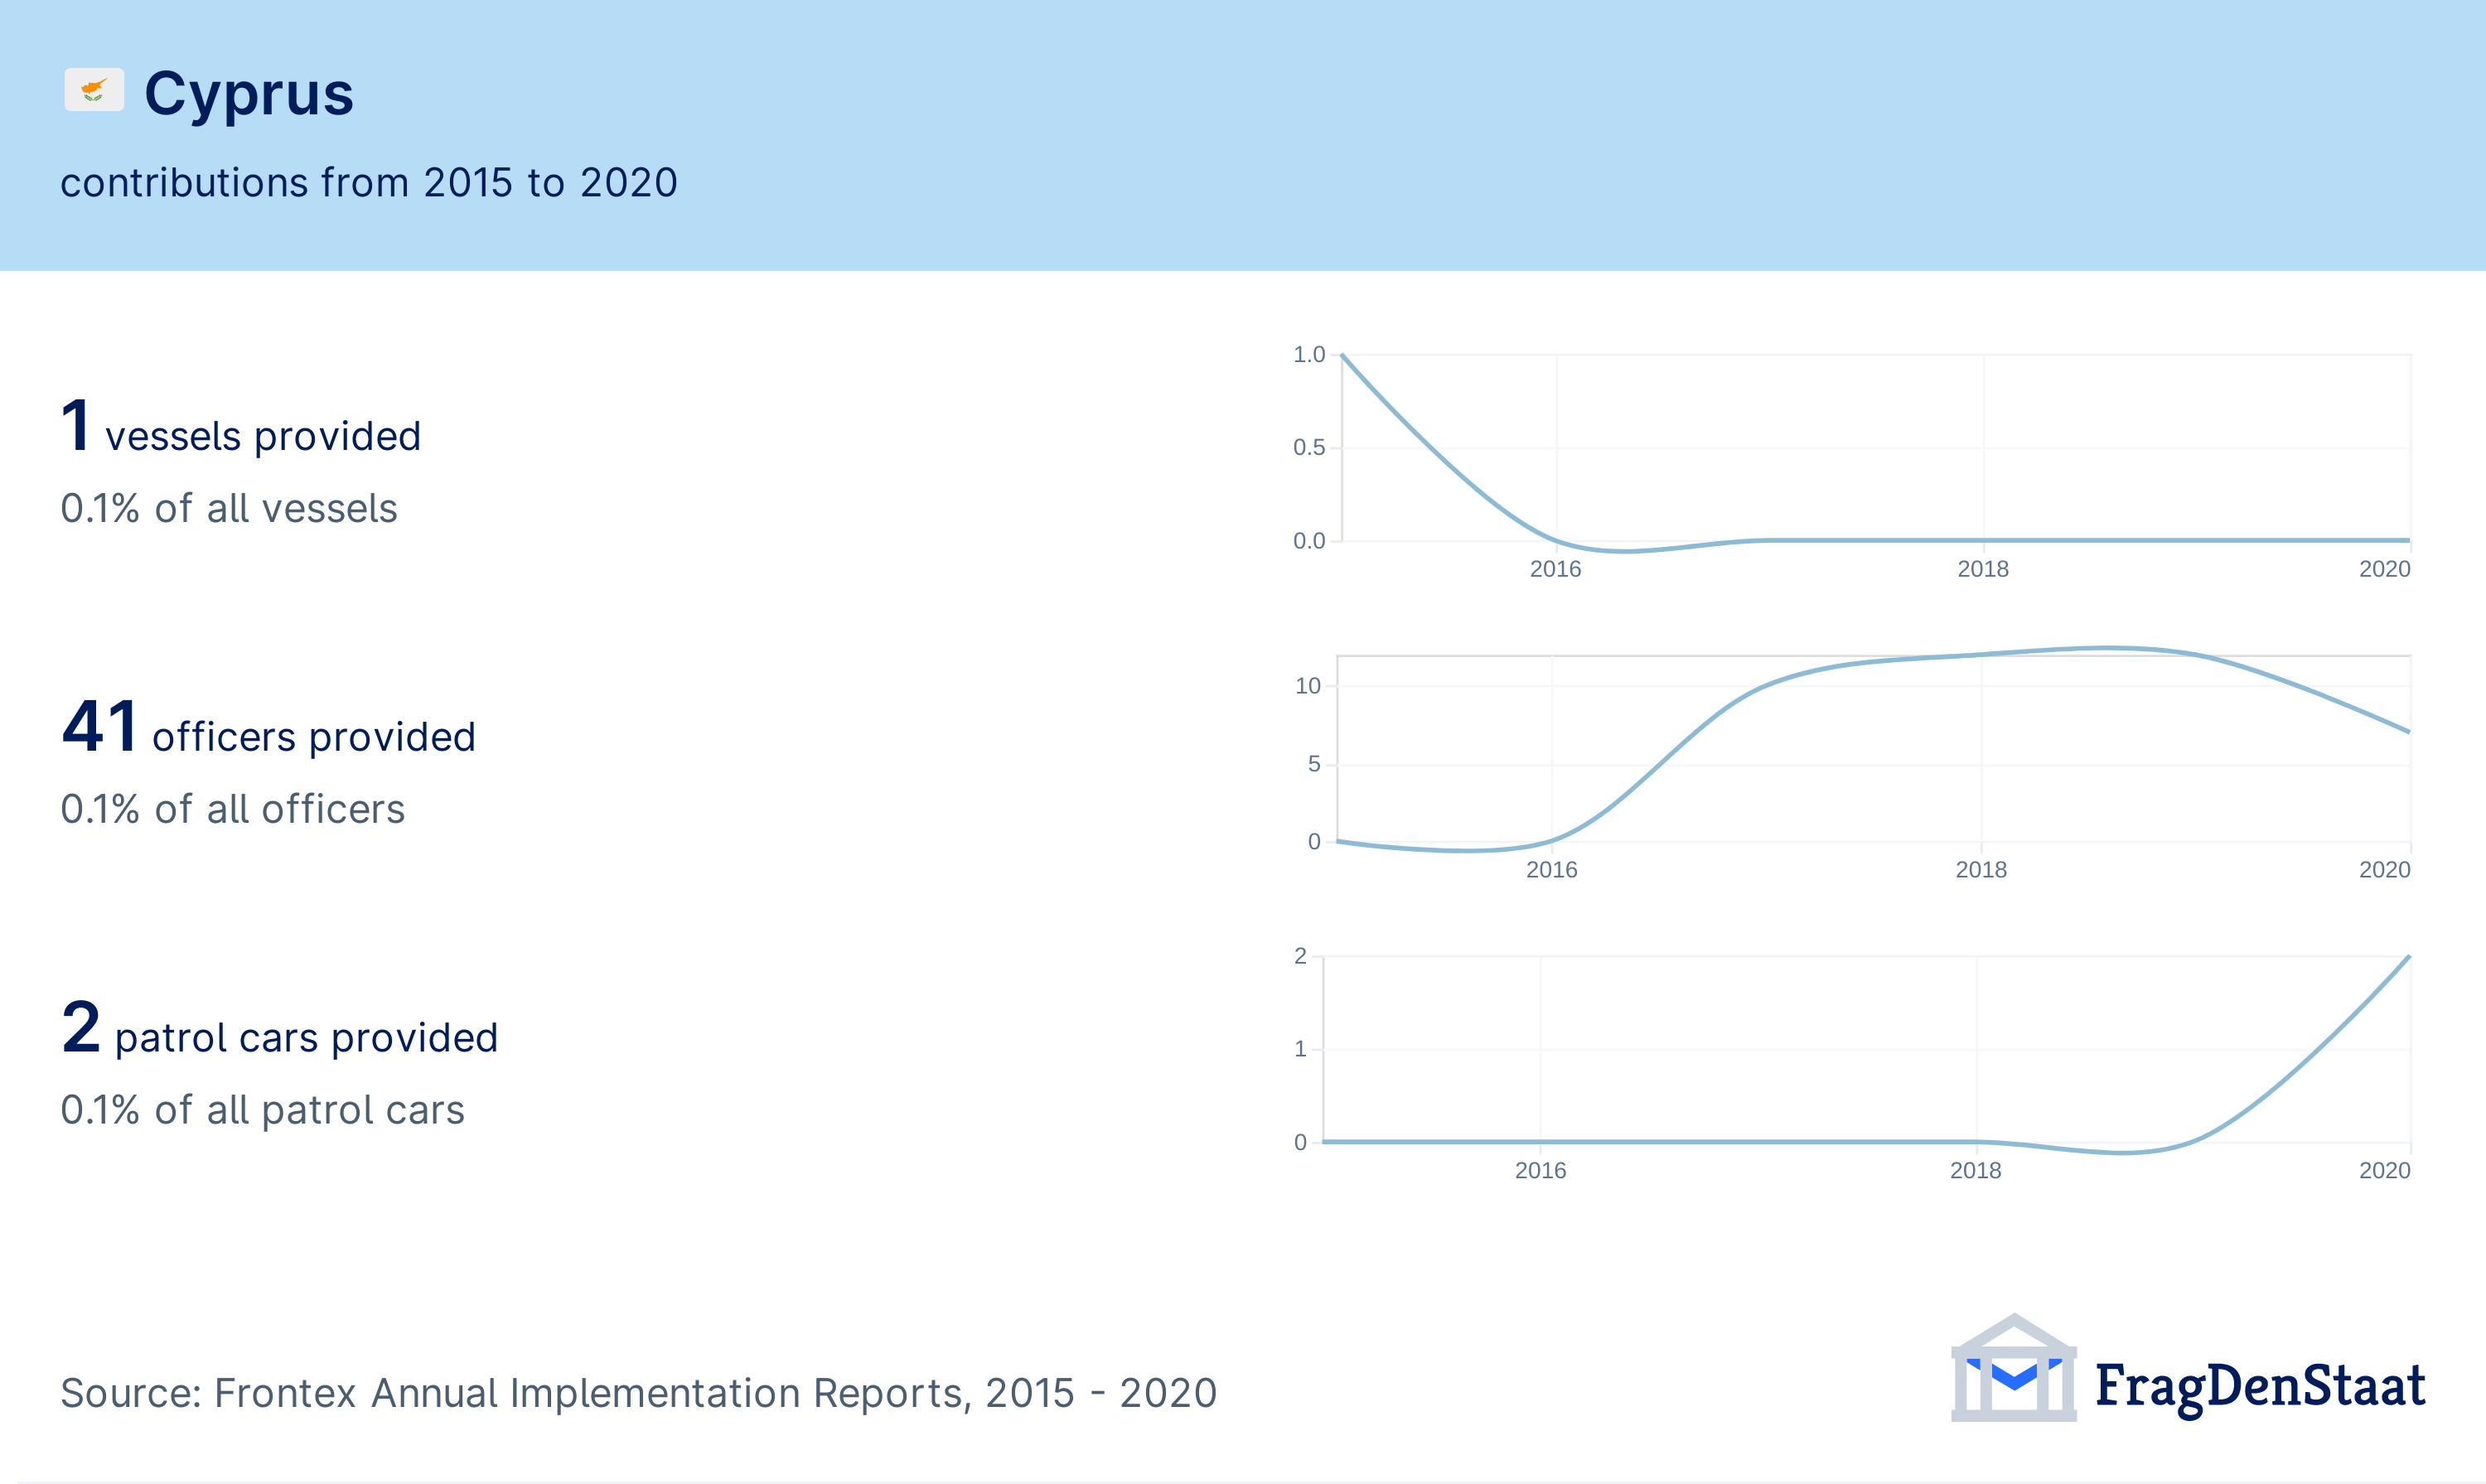 Cyprus
contributions from 2015 to 2020
1 vessels provided
0.1% of all vessels
1.0
0.5
0.0
2016 2018 2020
41 officers provided
0.1% of all officers
10
5
0
2016 2018 2020
2 patrol cars provided
0.1% of all patrol cars
2
1
0
2016 2018 2020
Source: Frontex Annual Implementation Reports, 2015 - 2020
FragDenStaat